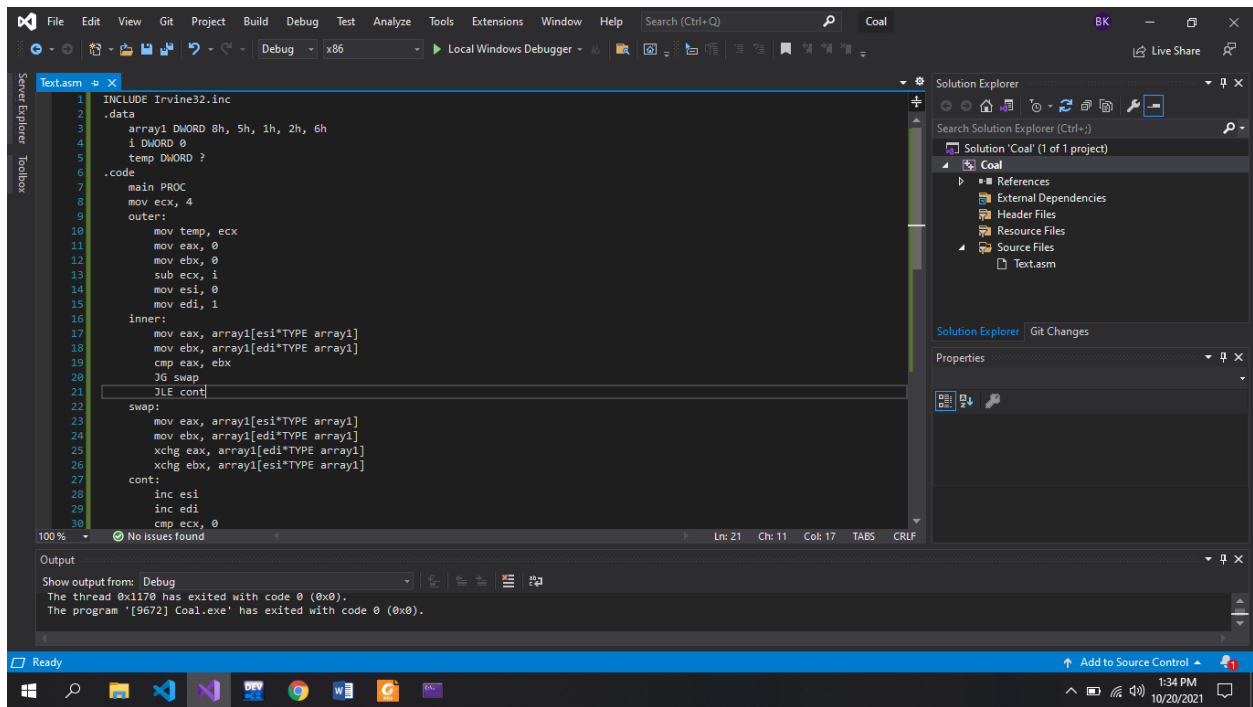 File Edit View Git Project Build Debug Test Analyze Tools Extensions Window Help Search (Ctrl+Q) Coal BK
Debug x86 Local Windows Debugger Live Share
Server Explorer
Toolbox
Text.asm
1 INCLUDE Irvine32.inc
2 .data
3 array1 DWORD 8h, 5h, 1h, 2h, 6h
4 i DWORD 0
5 temp DWORD ?
6 .code
7 main PROC
8 mov ecx, 4
9 outer:
10 mov temp, ecx
11 mov eax, 0
12 mov ebx, 0
13 sub ecx, i
14 mov esi, 0
15 mov edi, 1
16 inner:
17 mov eax, array1[esi*TYPE array1]
18 mov ebx, array1[edi*TYPE array1]
19 cmp eax, ebx
20 JG swap
21 JLE cont
22 swap:
23 mov eax, array1[esi*TYPE array1]
24 mov ebx, array1[edi*TYPE array1]
25 xchg eax, array1[edi*TYPE array1]
26 xchg ebx, array1[esi*TYPE array1]
27 cont:
28 inc esi
29 inc edi
30 cmp ecx, 0
100 % No issues found Ln: 21 Ch: 11 Col: 17 TABS CRLF
Solution Explorer
Search Solution Explorer (Ctrl+;)
Solution 'Coal' (1 of 1 project)
Coal
References
External Dependencies
Header Files
Resource Files
Source Files
Text.asm
Solution Explorer Git Changes
Properties
Output
Show output from: Debug
The thread 0x1170 has exited with code 0 (0x0).
The program '[9672] Coal.exe' has exited with code 0 (0x0).
Ready Add to Source Control 1
DEV
1:34 PM
10/20/2021